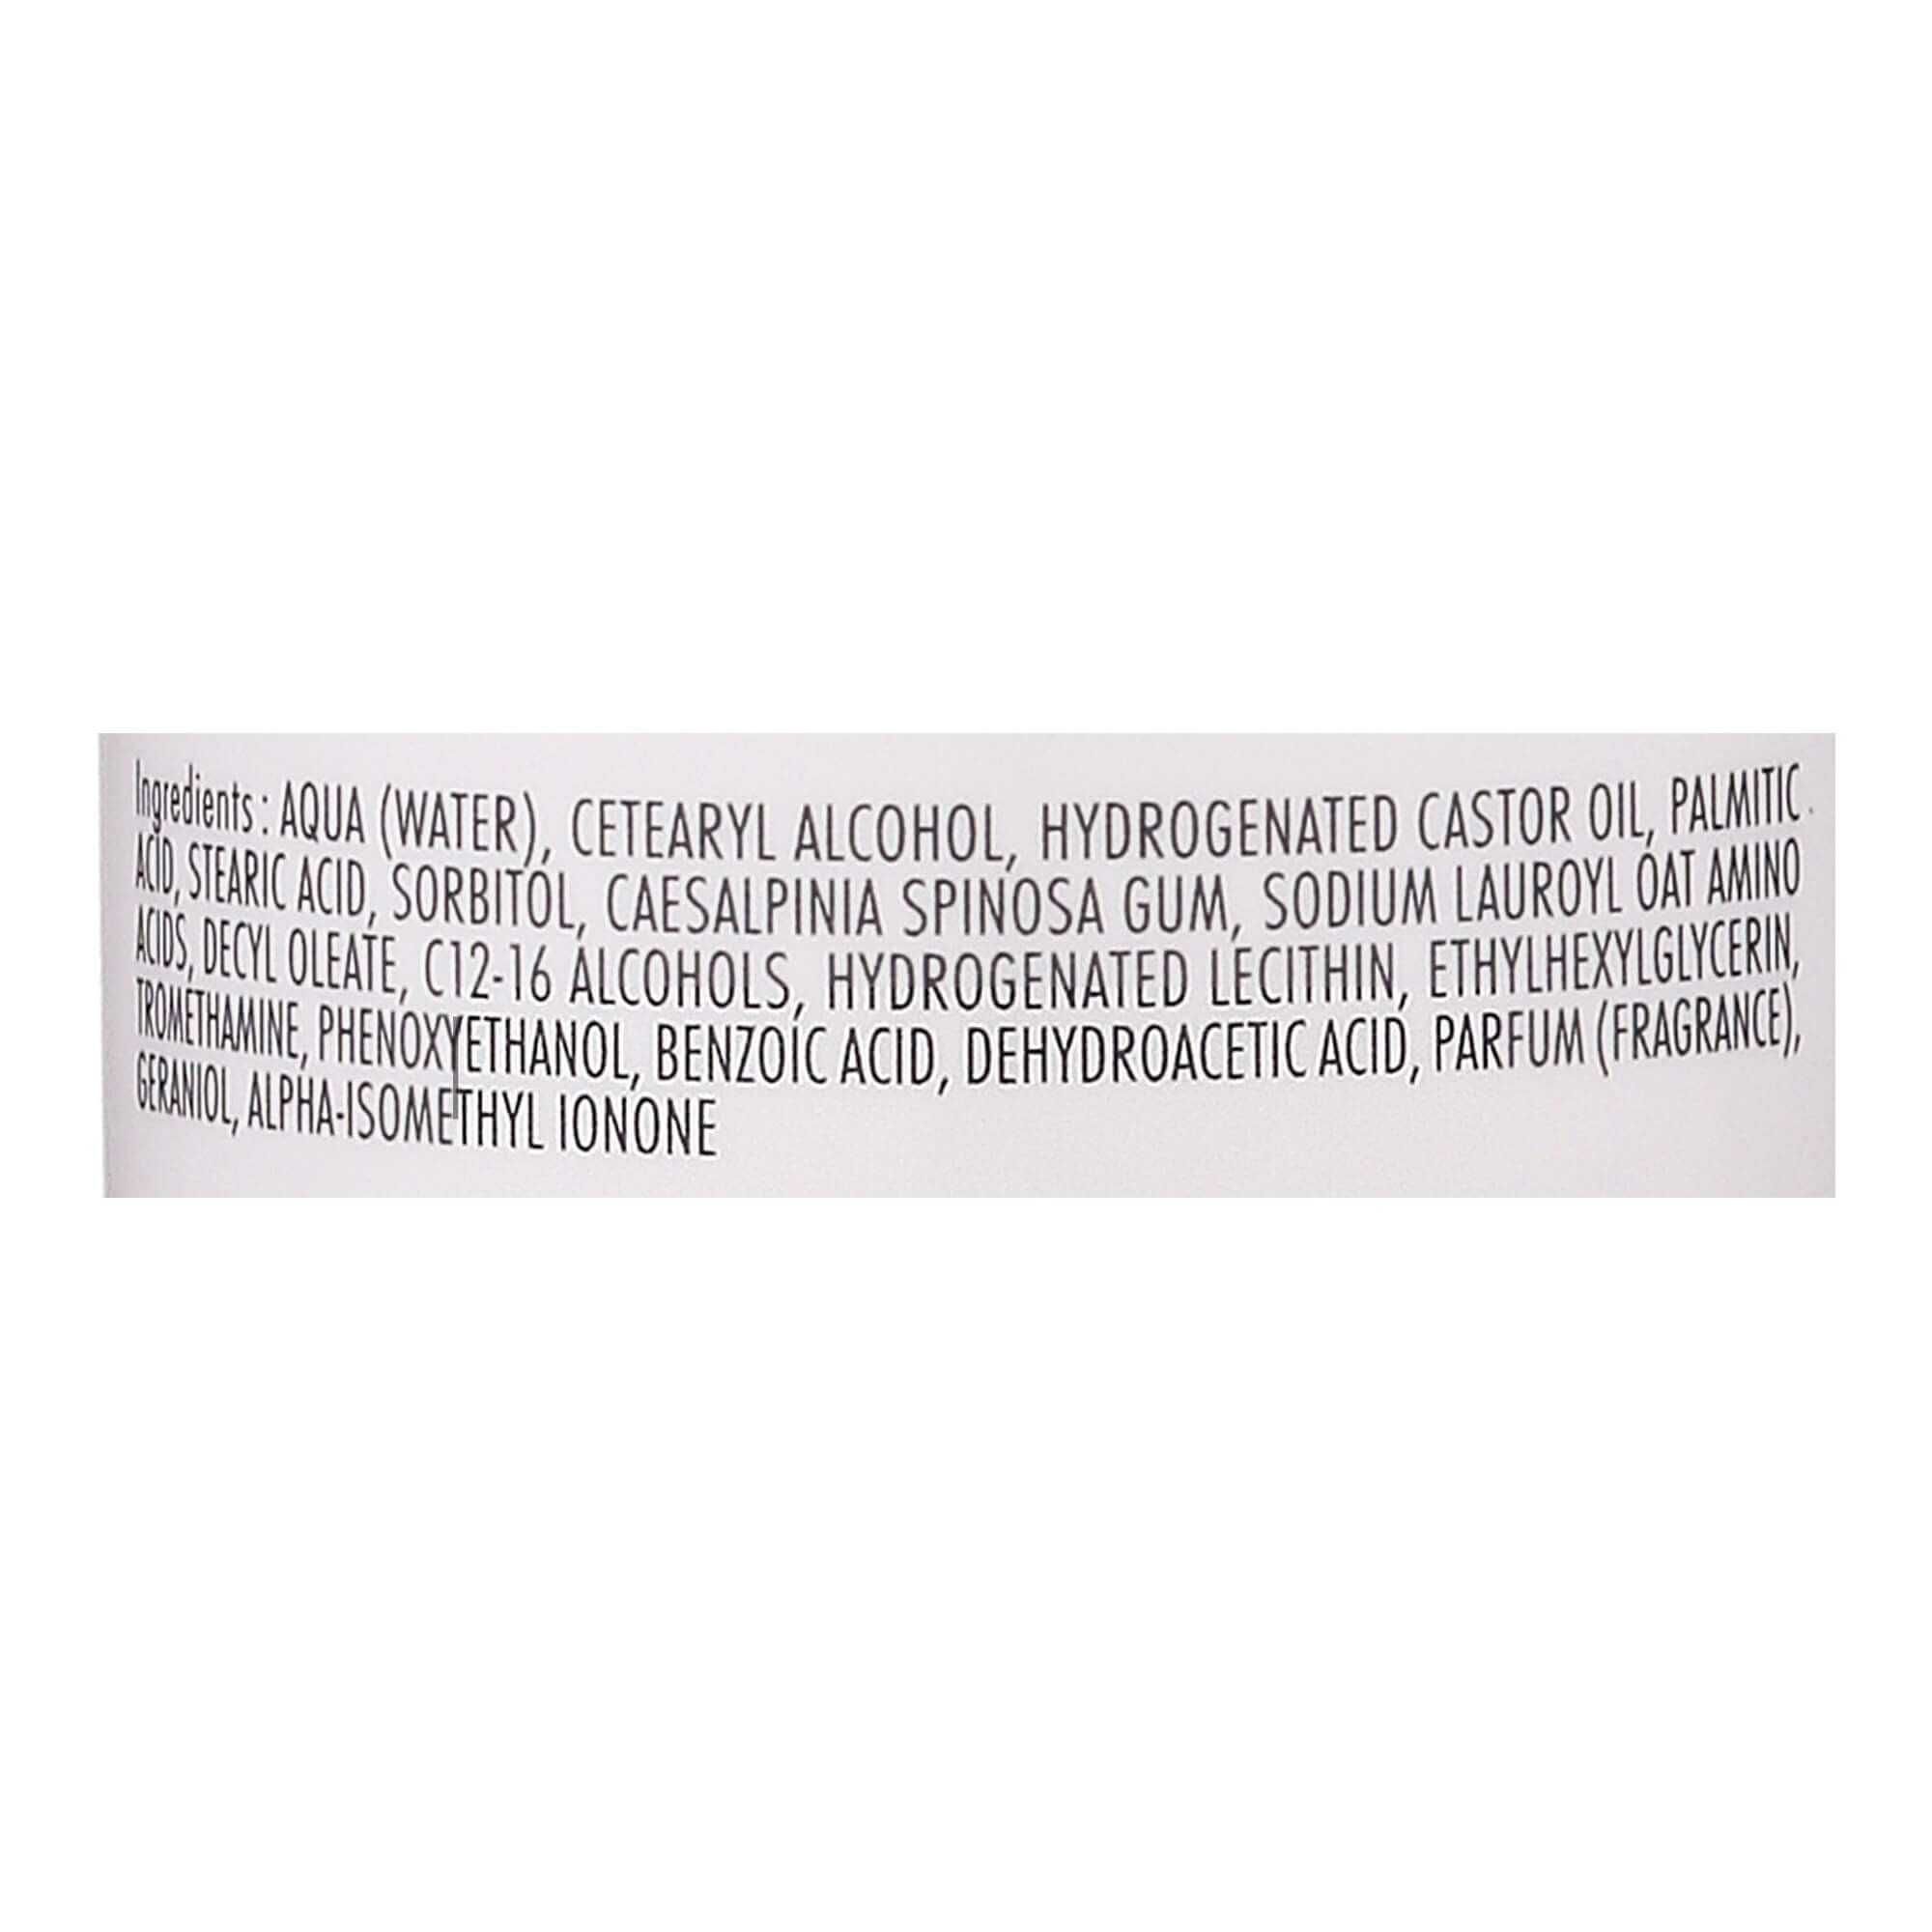 Ingredients : AQUA (WATER), CETEARYL ALCOHOL, HYDROGENATED CASTOR OIL, PALMITIC
ACID, STEARIC ACID, SORBITOL, CAESALPINIA SPINOSA GUM, SODIUM LAUROYL OAT AMINO
ACIDS, DECYL OLEATE, C12-16 ALCOHOLS, HYDROGENATED LECITHIN, ETHYLHEXYLGLYCERIN,
TROMETHAMINE, PHENOXYETHANOL, BENZOIC ACID, DEHYDROACETIC ACID, PARFUM (FRAGRANCE),
GERANIOL, ALPHA-ISOMETHYL IONONE